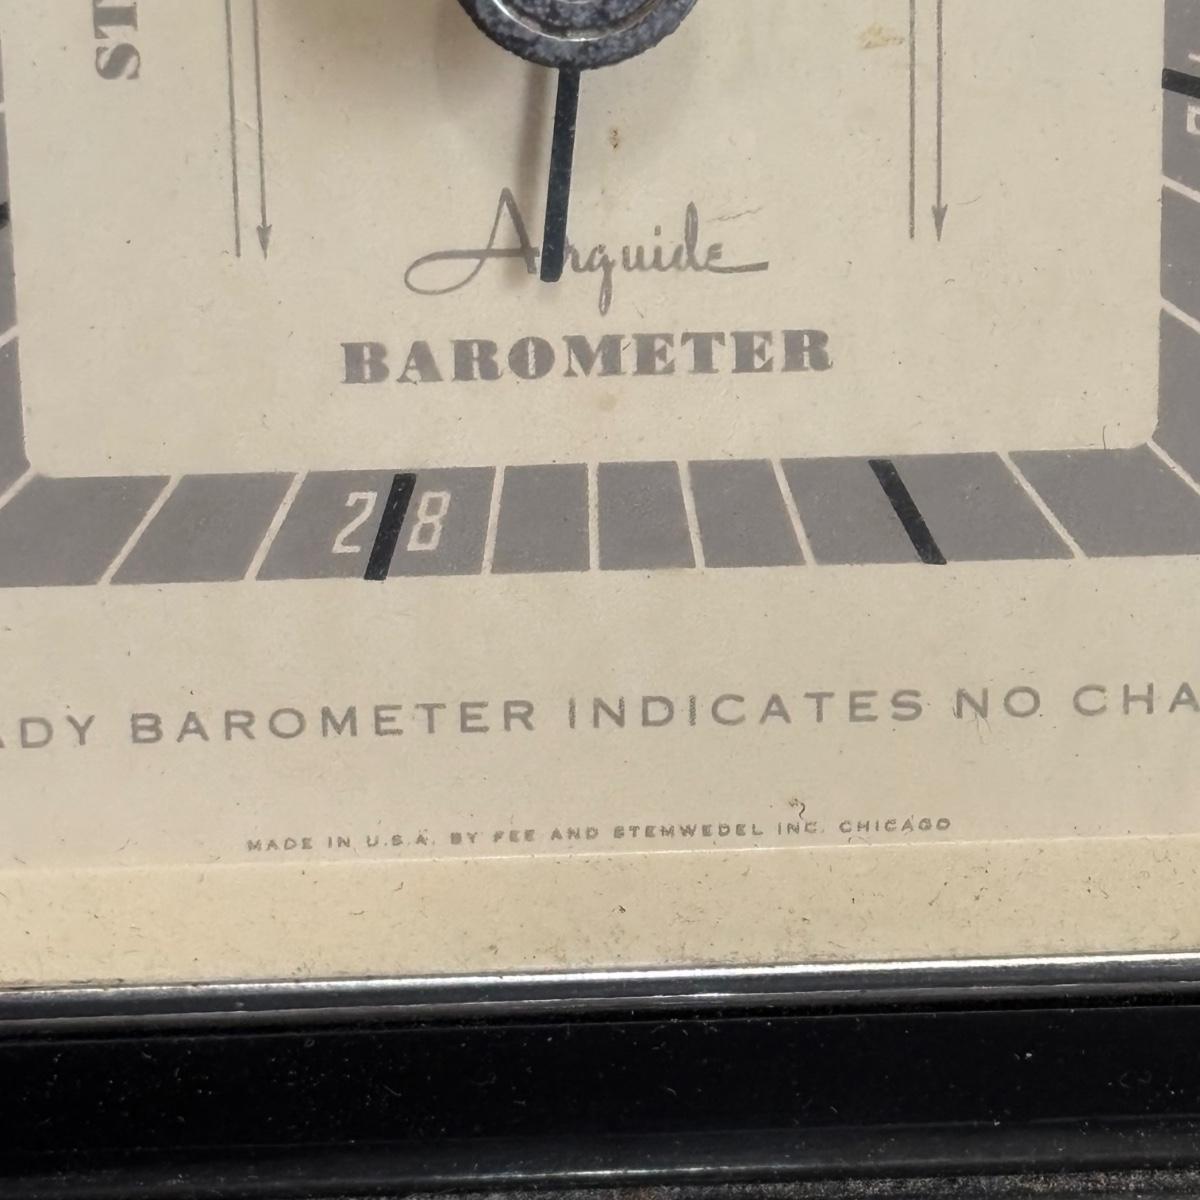 ST
Airguide
BAROMETER
28
ADY BAROMETER INDICATES NO CHA
MADE IN U.S.A. BY FEE AND STEMWEDEL INC. CHICAGO